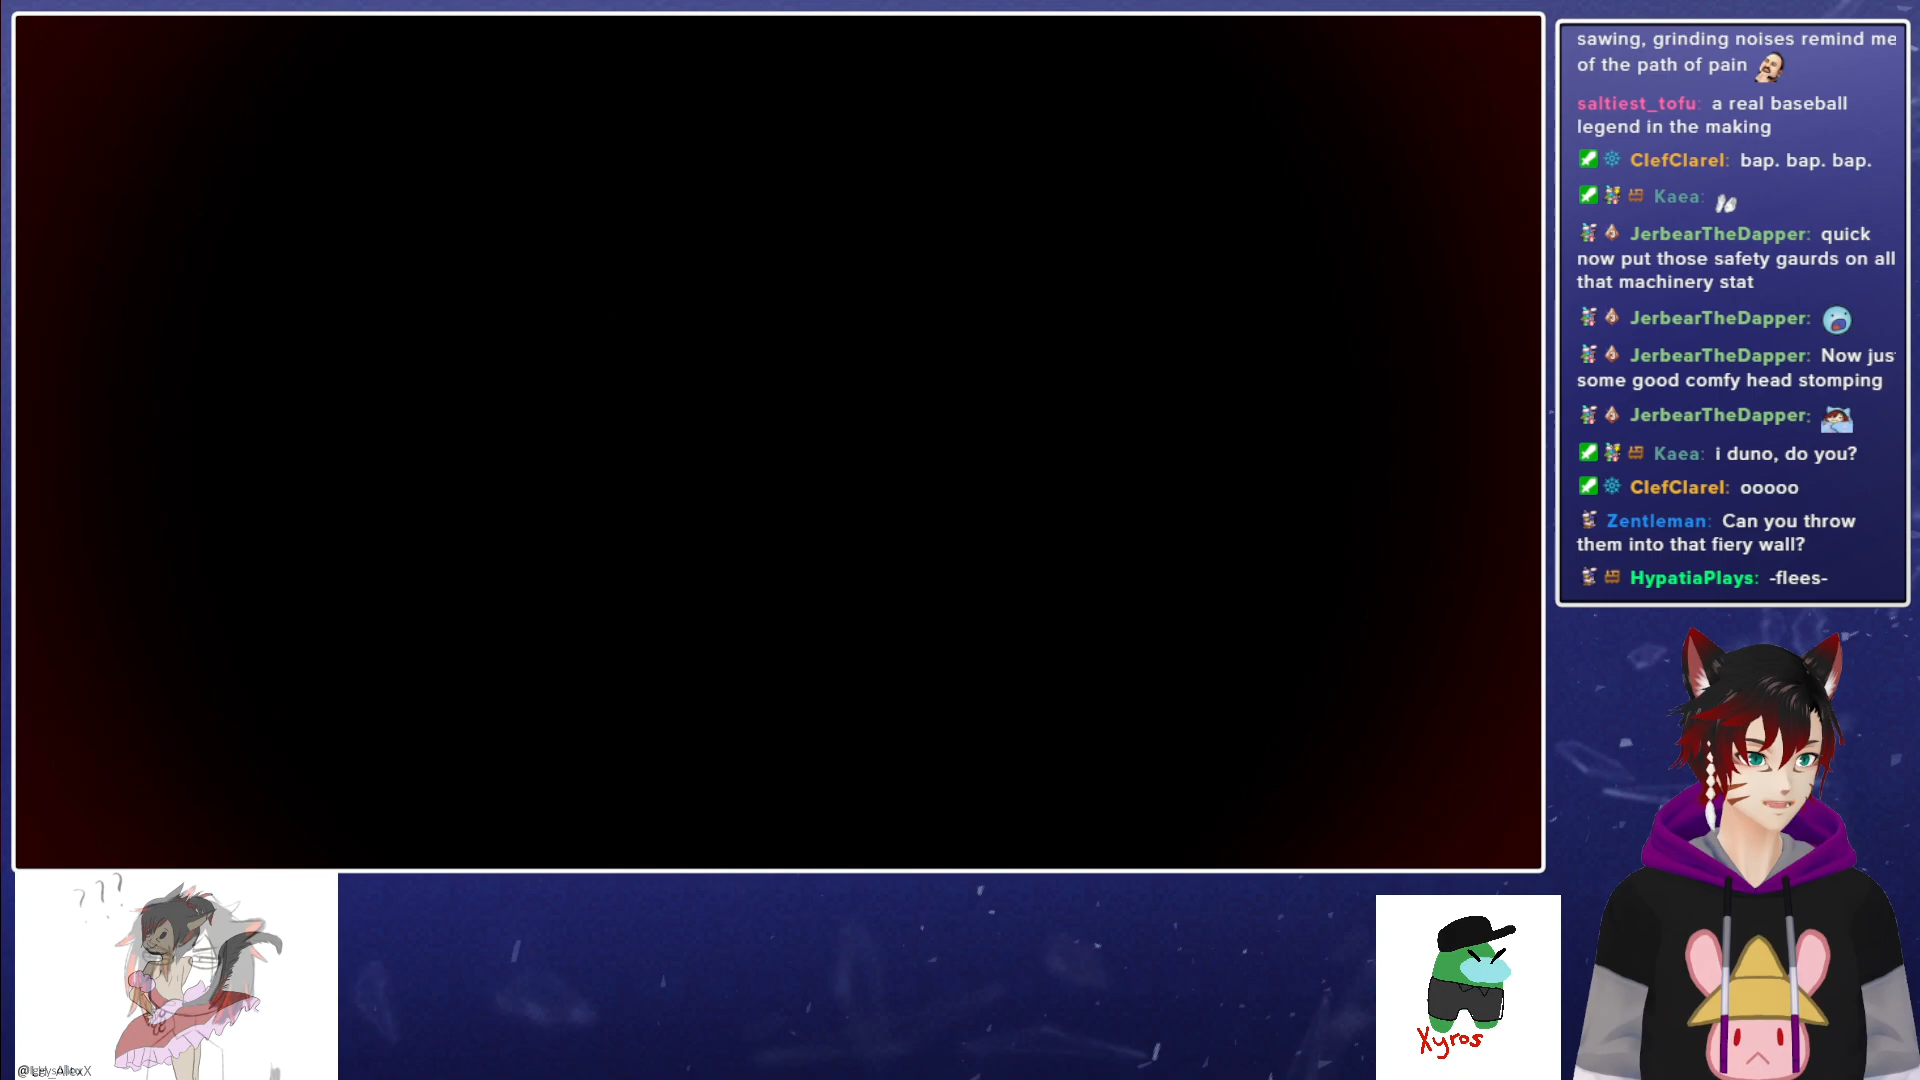 sawing, grinding noises remind me
of the path of pain
saltiest_tofu: a real baseball
legend in the making
ClefClarel: bap. bap. bap.
Kaea:
JerbearTheDapper: quick
now put those safety gaurds on all
that machinery stat
JerbearTheDapper:
JerbearTheDapper: Now jus
some good comfy head stomping
JerbearTheDapper:
Kaea: i duno, do you?
ClefClarel: ooooo
Zentleman: Can you throw
them into that fiery wall?
HypatiaPlays: -flees-
???
Xyros